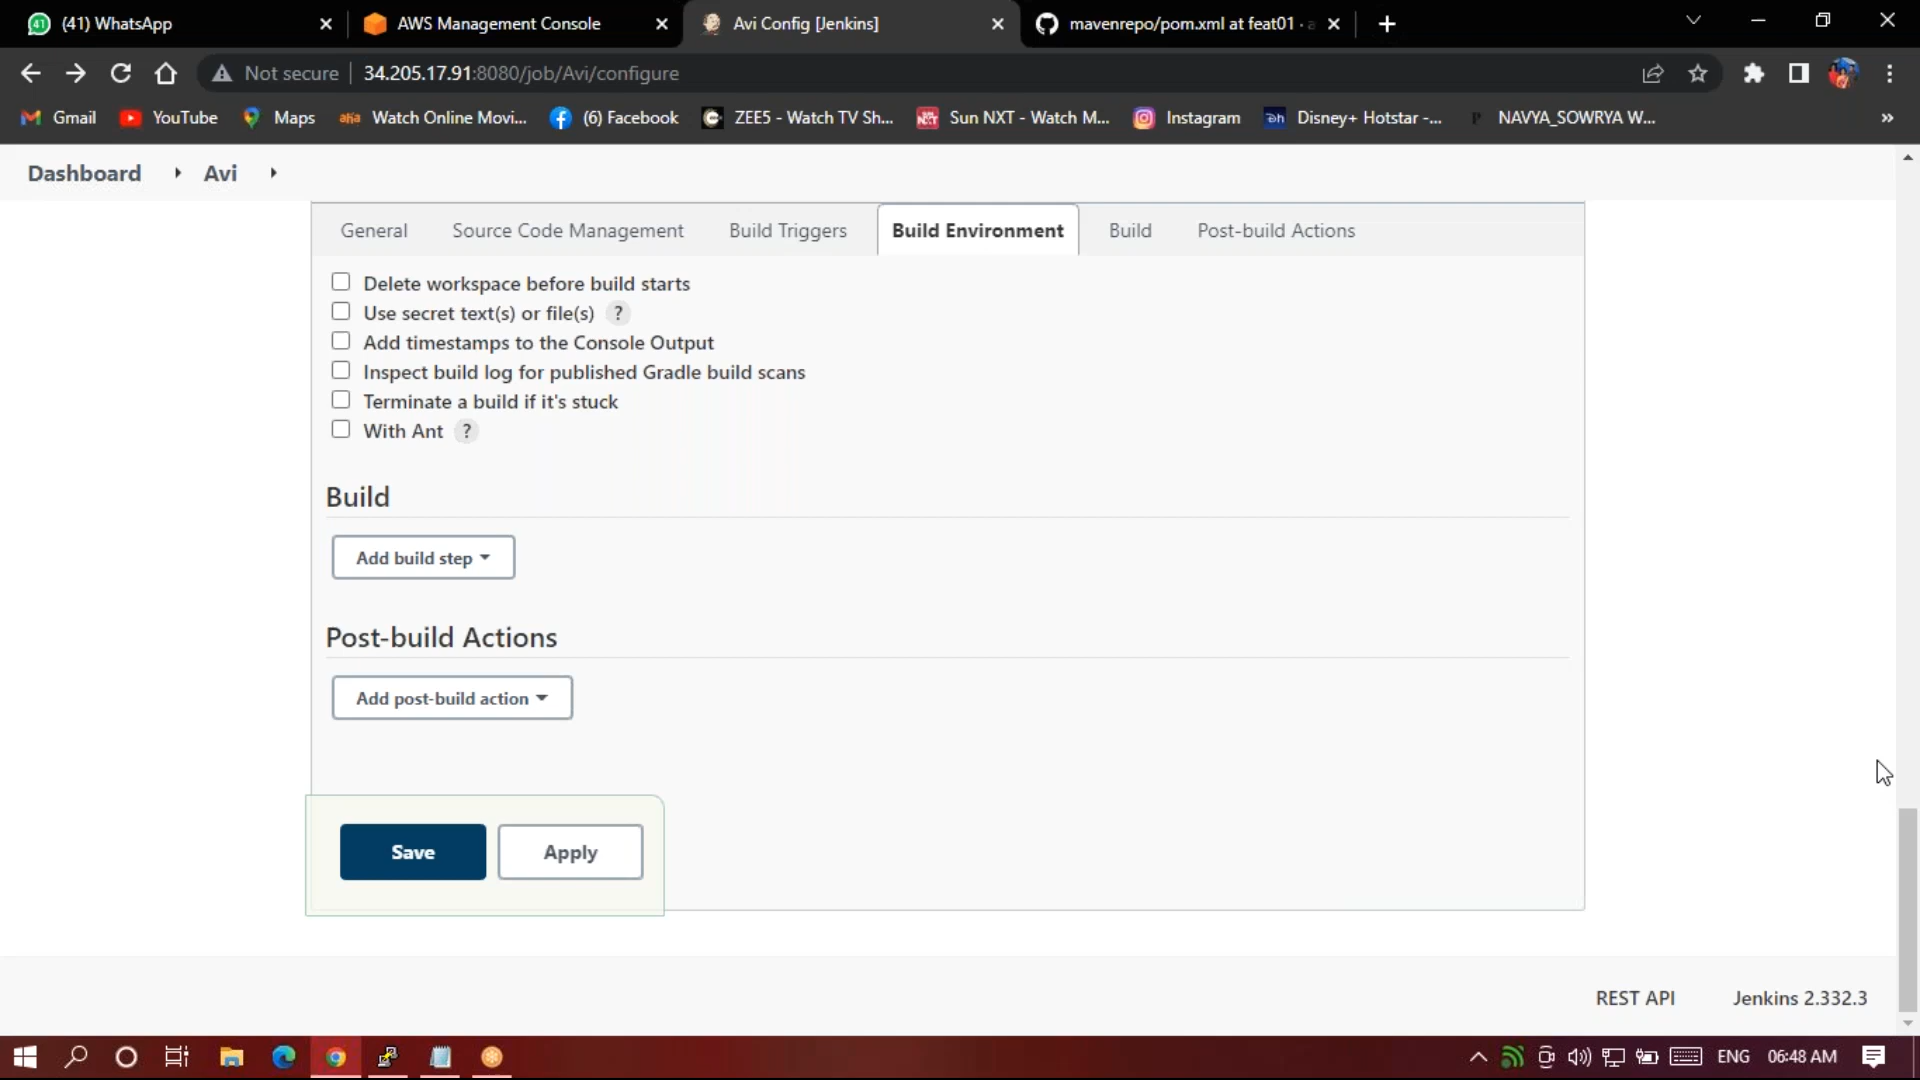 (41) WhatsApp
AWS Management Console
Avi Config [Jenkins]
mavenrepo/pom.xml at feat01 ·
Not secure
34.205.17.91:8080/job/Avi/configure
Gmail
YouTube
Maps
aha
Watch Online Movi...
(6) Facebook
ZEE5 - Watch TV Sh...
Sun NXT - Watch M...
Instagram
Disney+ Hotstar -...
NAVYA_SOWRYA W...
»
Dashboard
Avi
General
Source Code Management
Build Triggers
Build Environment
Build
Post-build Actions
Delete workspace before build starts
Use secret text(s) or file(s) ?
Add timestamps to the Console Output
Inspect build log for published Gradle build scans
Terminate a build if it's stuck
With Ant ?
Build
Add build step
Post-build Actions
Add post-build action
Save
Apply
REST API
Jenkins 2.332.3
ENG
06:48 AM